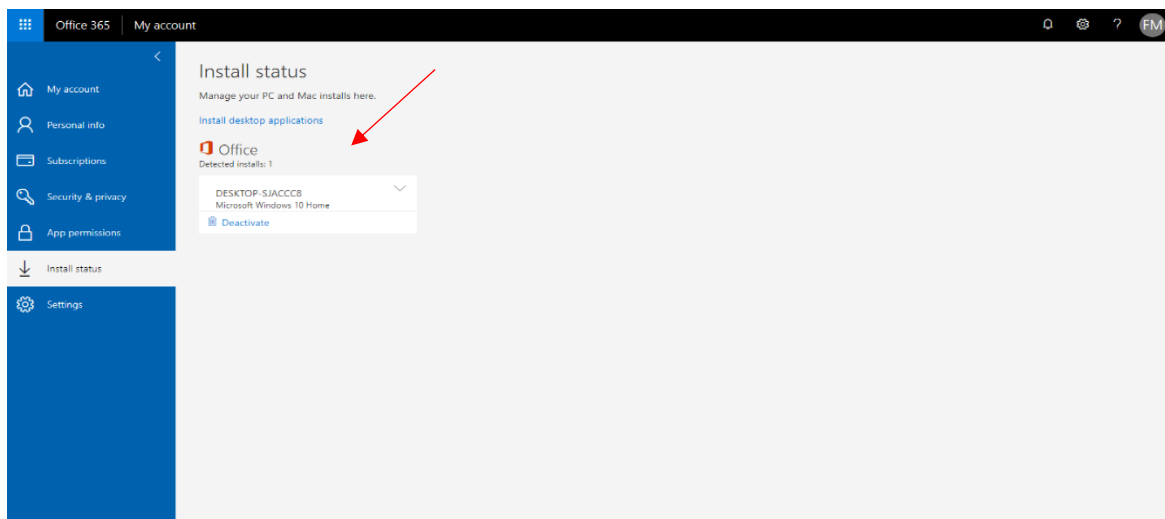 Office 365 My account ? FM
My account
Personal info
Subscriptions
Security & privacy
App permissions
Install status
Settings
Install status
Manage your PC and Mac installs here.
Install desktop applications
Office
Detected installs: 1
DESKTOP-SJACCC8
Microsoft Windows 10 Home
Deactivate